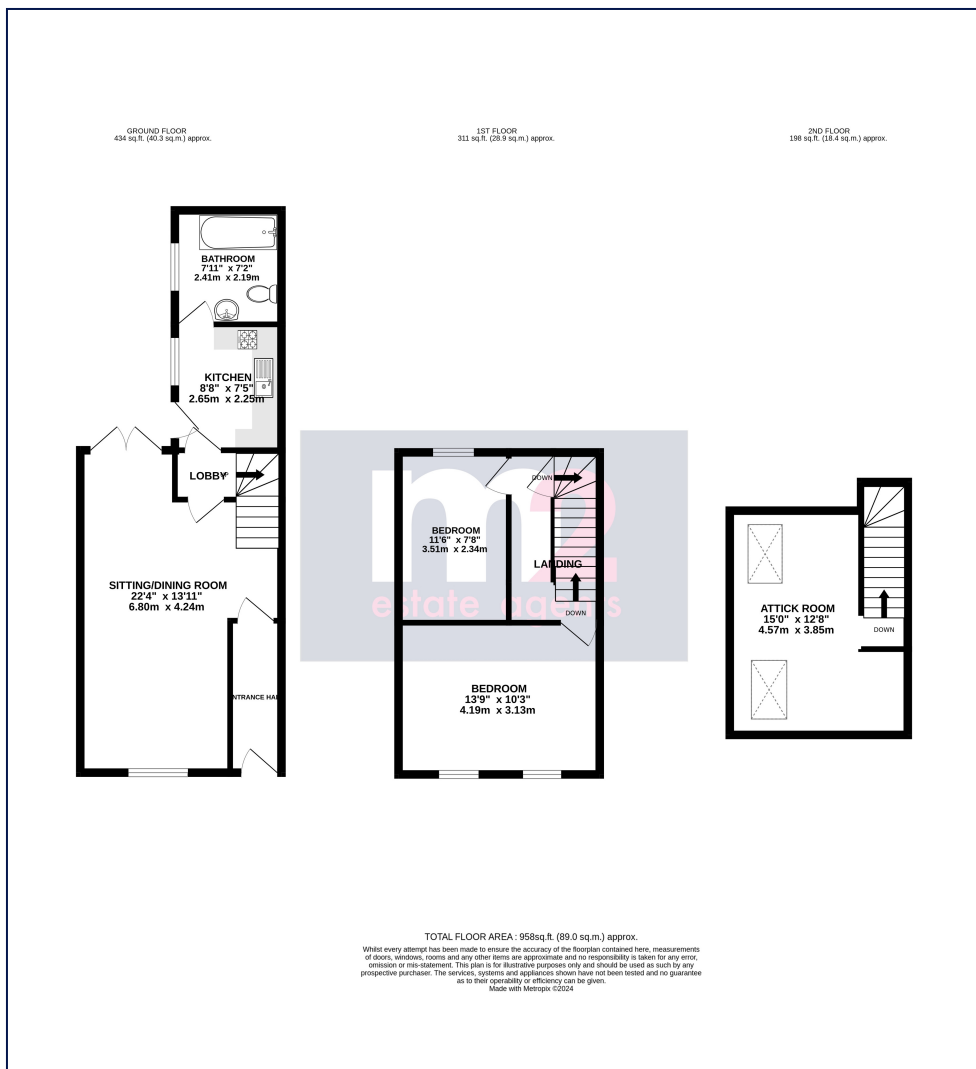 GROUND FLOOR
434 sq.ft. (40.3 sq.m.) approx.
1ST FLOOR
311 sq.ft. (28.9 sq.m.) approx.
2ND FLOOR
198 sq.ft. (18.4 sq.m.) approx.
BATHROOM
7'11" x 7'2"
2.41m x 2.19m
KITCHEN
8'8" x 7'5"
2.65m x 2.25m
LOBBY
SITTING/DINING ROOM
22'4" x 13'11"
6.80m x 4.24m
NTRANCE HAL
m2
estate agents
DOWN
BEDROOM
11'6" x 7'8"
3.51m x 2.34m
LANDING
DOWN
BEDROOM
13'9" x 10'3"
4.19m x 3.13m
ATTICK ROOM
15'0" x 12'8"
4.57m x 3.85m
DOWN
TOTAL FLOOR AREA : 958sq.ft. (89.0 sq.m.) approx.
Whilst every attempt has been made to ensure the accuracy of the floorplan contained here, measurements
of doors, windows, rooms and any other items are approximate and no responsibility is taken for any error,
omission or mis-statement. This plan is for illustrative purposes only and should be used as such by any
prospective purchaser. The services, systems and appliances shown have not been tested and no guarantee
as to their operability or efficiency can be given.
Made with Metropix ©2024